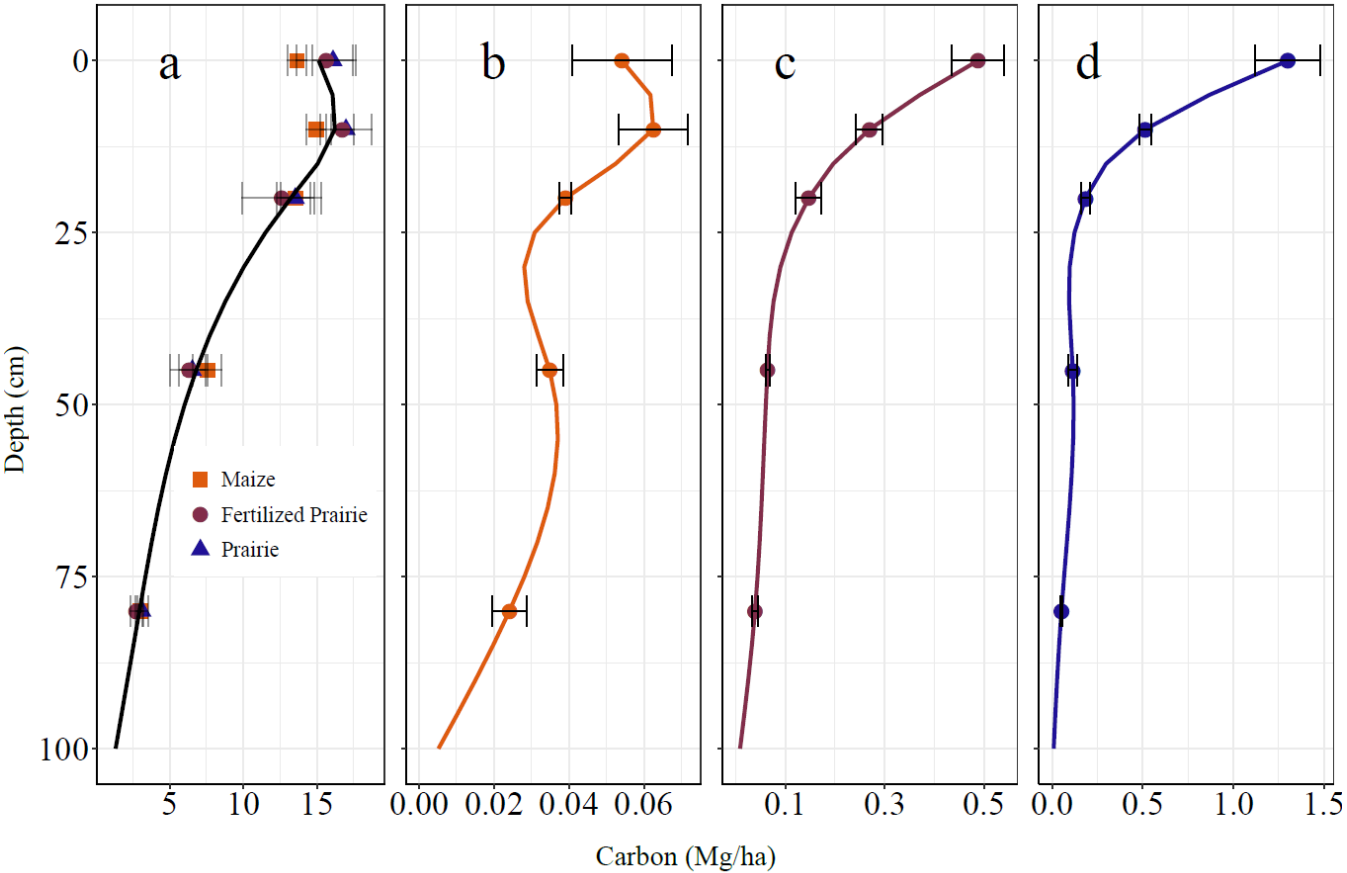 a
b
c
d
0
25
50
75
100
Depth (cm)
Maize
Fertilized Prairie
Prairie
5 10 15
0.00 0.02 0.04 0.06
0.1 0.3 0.5
0.0 0.5 1.0 1.5
Carbon (Mg/ha)